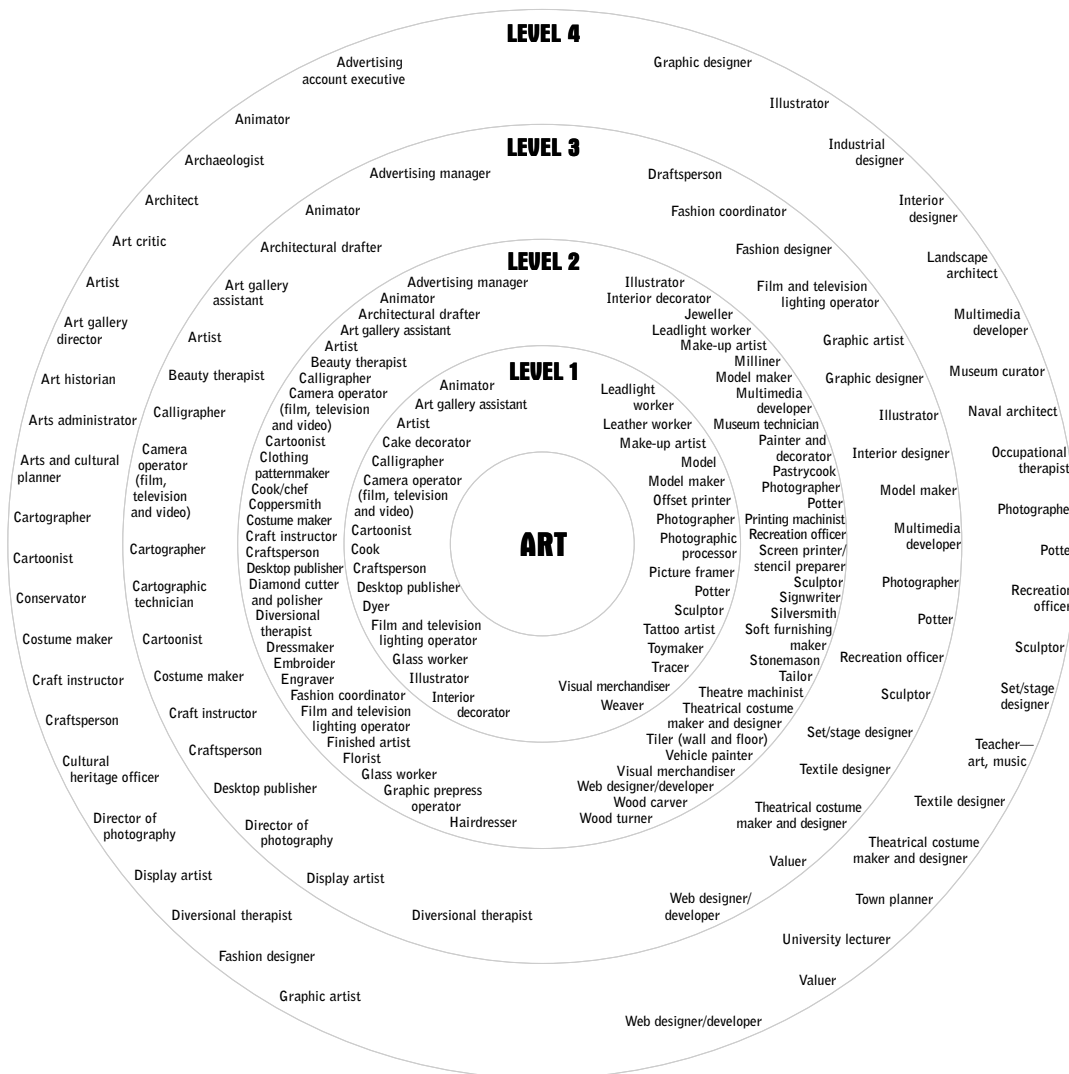 LEVEL 4
Advertising
account executive
Animator
Archaeologist
Architect
Art critic
Artist
Art gallery
director
Art historian
Arts administrator
Arts and cultural
planner
Cartographer
Cartoonist
Conservator
Costume maker
Craft instructor
Craftsperson
Cultural
heritage officer
Director of
photography
Display artist
Diversional therapist
Fashion designer
Graphic artist
Graphic designer
Illustrator
Industrial
designer
Interior
designer
Landscape
architect
Multimedia
developer
Museum curator
Naval architect
Occupational
therapist
Photographe
Potte
Recreation
officer
Sculptor
Set/stage
designer
Teacher—
art, music
Textile designer
Theatrical costume
maker and designer
Town planner
University lecturer
Valuer
Web designer/developer
LEVEL 3
Advertising manager
Animator
Architectural drafter
Art gallery
assistant
Artist
Beauty therapist
Calligrapher
Camera
operator
(film,
television
and video)
Cartographer
Cartographic
technician
Cartoonist
Costume maker
Craft instructor
Craftsperson
Desktop publisher
Director of
photography
Display artist
Diversional therapist
Draftsperson
Fashion coordinator
Fashion designer
Film and television
lighting operator
Graphic artist
Graphic designer
Illustrator
Interior designer
Model maker
Multimedia
developer
Photographer
Potter
Recreation officer
Sculptor
Set/stage designer
Textile designer
Theatrical costume
maker and designer
Valuer
Web designer/
developer
LEVEL 2
Advertising manager
Animator
Architectural drafter
Art gallery assistant
Artist
Beauty therapist
Calligrapher
Camera operator
(film, television
and video)
Cartoonist
Clothing
patternmaker
Cook/chef
Coppersmith
Costume maker
Craft instructor
Craftsperson
Desktop publisher
Diamond cutter
and polisher
Diversional
therapist
Dressmaker
Embroider
Engraver
Fashion coordinator
Film and television
lighting operator
Finished artist
Florist
Glass worker
Graphic prepress
operator
Hairdresser
Illustrator
Interior decorator
Jeweller
Leadlight worker
Make-up artist
Milliner
Model maker
Multimedia
developer
Museum technician
Painter and
decorator
Pastrycook
Photographer
Potter
Printing machinist
Recreation officer
Screen printer/
stencil preparer
Sculptor
Signwriter
Silversmith
Soft furnishing
maker
Stonemason
Tailor
Theatre machinist
Theatrical costume
maker and designer
Tiler (wall and floor)
Vehicle painter
Visual merchandiser
Web designer/developer
Wood carver
Wood turner
LEVEL 1
Animator
Art gallery assistant
Artist
Cake decorator
Calligrapher
Camera operator
(film, television
and video)
Cartoonist
Cook
Craftsperson
Desktop publisher
Dyer
Film and television
lighting operator
Glass worker
Illustrator
Interior
decorator
Leadlight
worker
Leather worker
Make-up artist
Model
Model maker
Offset printer
Photographer
Photographic
processor
Picture framer
Potter
Sculptor
Tattoo artist
Toymaker
Tracer
Visual merchandiser
Weaver
ART